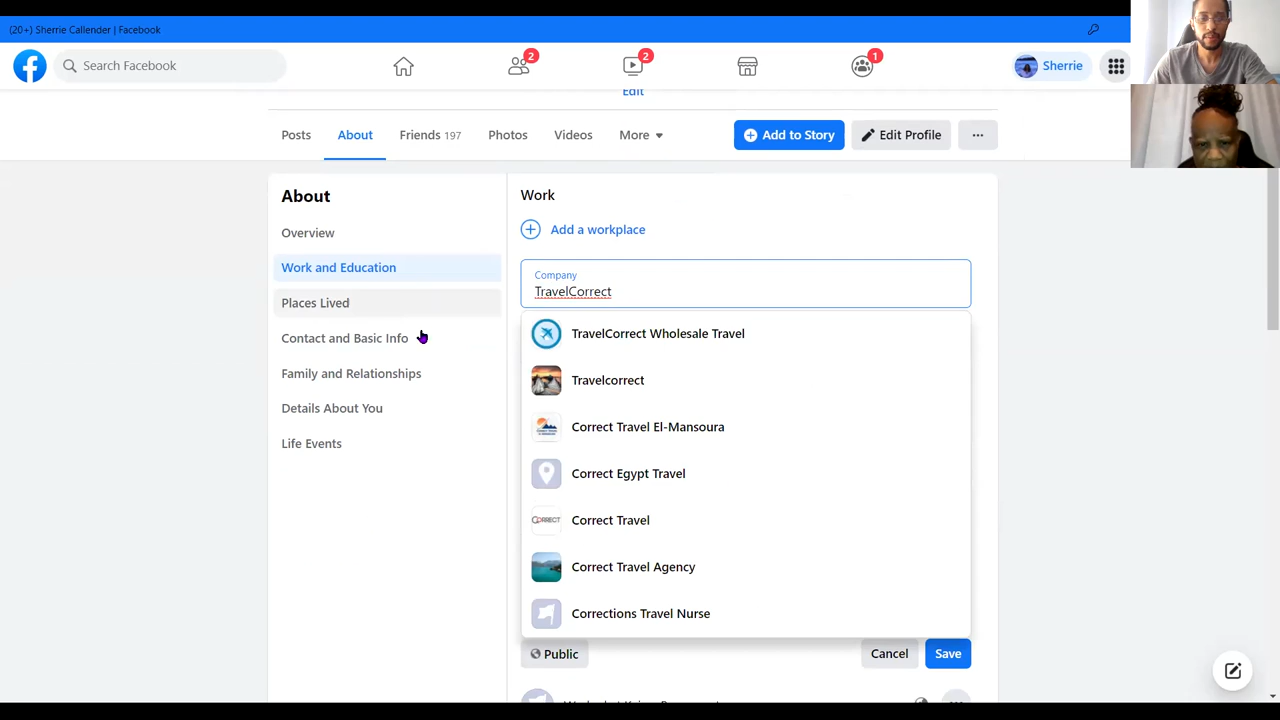 (20+) Sherrie Callender | Facebook
Search Facebook
2
2
1
Sherrie
Edit
Posts
About
Friends 197
Photos
Videos
More
Add to Story
Edit Profile
About
Overview
Work and Education
Places Lived
Contact and Basic Info
Family and Relationships
Details About You
Life Events
Work
Add a workplace
Company
TravelCorrect
TravelCorrect Wholesale Travel
Travelcorrect
Correct Travel El-Mansoura
Correct Egypt Travel
CORRECT
Correct Travel
Correct Travel Agency
Corrections Travel Nurse
Public
Cancel
Save